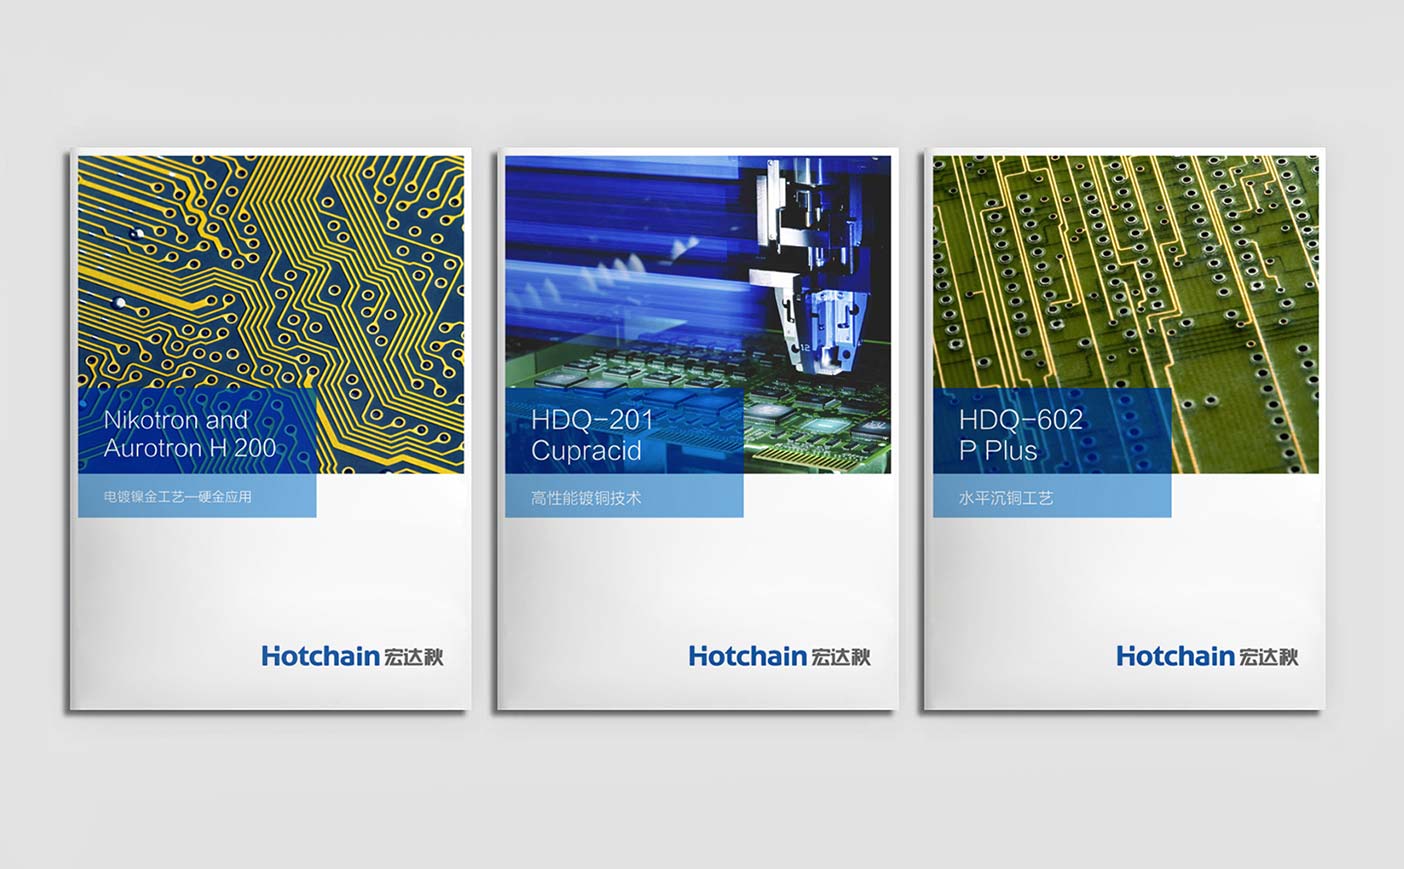 Nikotron and
Aurotron H 200
电镀镍金工艺—硬金应用
Hotchain 宏达秋
HDQ-201
Cupracid
高性能镀铜技术
Hotchain 宏达秋
12
HDQ-602
P Plus
水平沉铜工艺
Hotchain 宏达秋